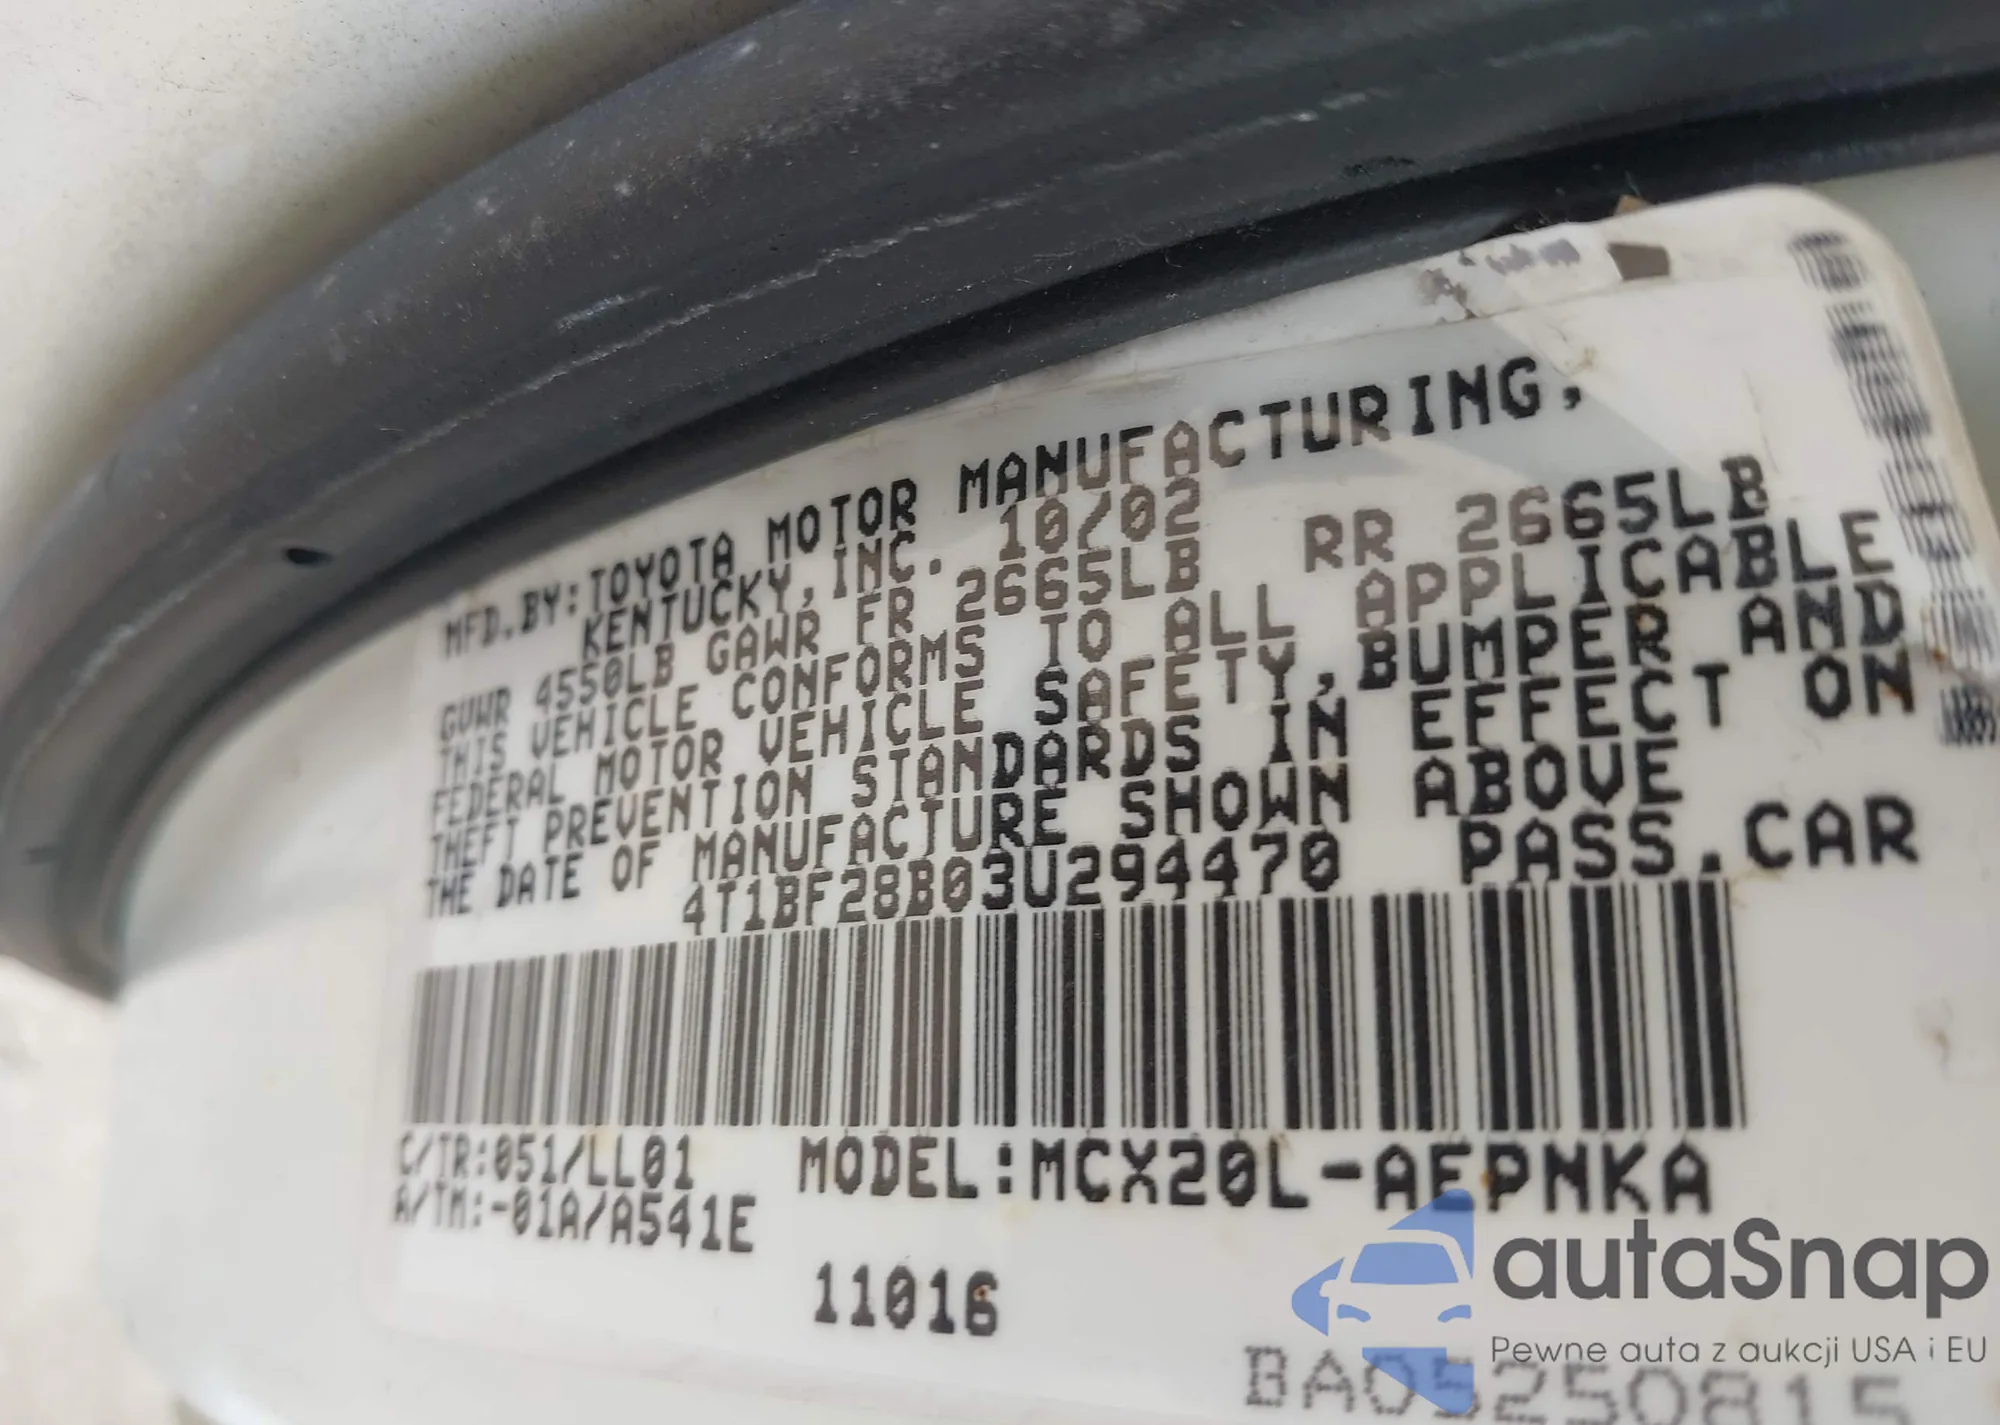 MFD.BY:TOYOTA MOTOR MANUFACTURING,
KENTUCKY,INC. 10/02
GVWR 4550LB GAWR FR 2665LB RR 2665LB
THIS VEHICLE CONFORMS TO ALL APPLICABLE
FEDERAL MOTOR VEHICLE SAFETY,BUMPER AND
THEFT PREVENTION STANDARDS IN EFFECT ON
THE DATE OF MANUFACTURE SHOWN ABOVE
4T1BF28B03U294470 PASS.CAR
C/TR:051/LL01 MODEL:MCX20L-AEPNKA
A/TM:-01A/A541E
11016
autaSnap
Pewne auta z aukcji USA i EU
BA05250815